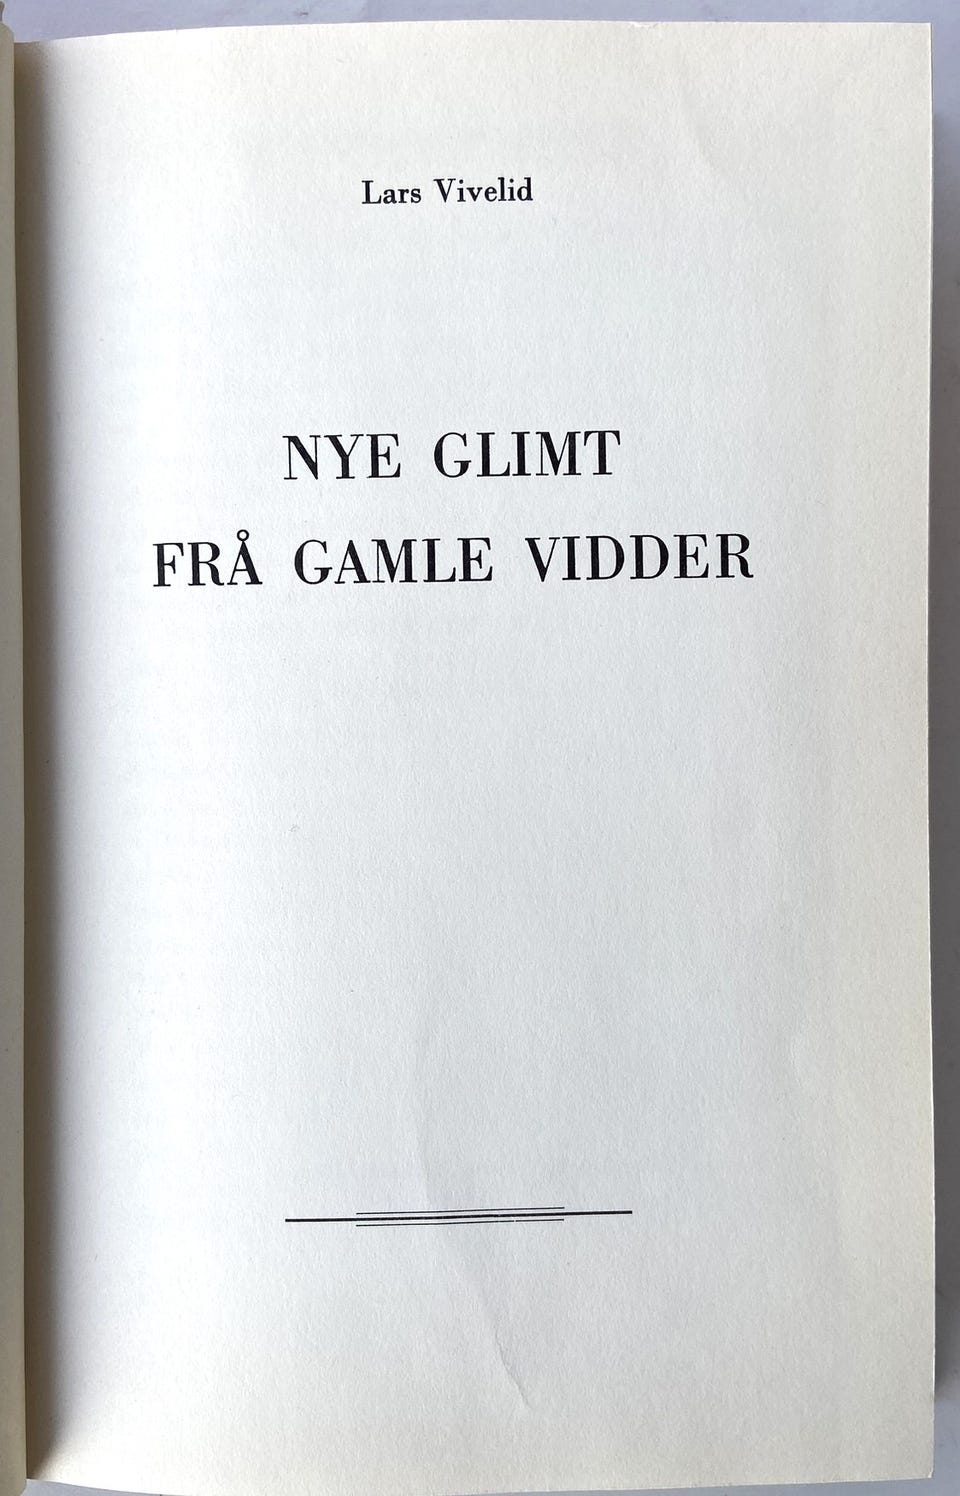 Lars Vivelid
NYE GLIMT
FRÅ GAMLE VIDDER